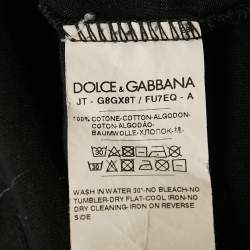 DOLCE & GABBANA
JT - G8GX8T / FU7EQ - A
100% COTONE-COTTON-ALGODON-
COTON-ALGODÃO-
BAUMWOLLE-ХЛОПОК-棉-
WASH IN WATER 30°-NO BLEACH-NO
TUMBLER-DRY FLAT-COOL IRON-NO
DRY CLEANING-IRON ON REVERSE
SIDE